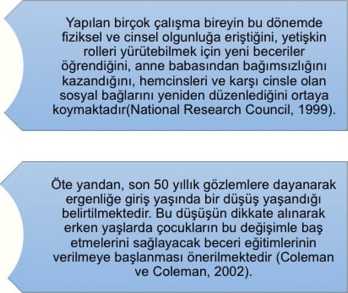 Yapılan birçok çalışma bireyin bu dönemde
fiziksel ve cinsel olgunluğa eriştiğini, yetişkin
rolleri yürütebilmek için yeni beceriler
öğrendiğini, anne babasından bağımsızlığını
kazandığını, hemcinsleri ve karşı cinsle olan
sosyal bağlarını yeniden düzenlediğini ortaya
koymaktadır(National Research Council, 1999).
Öte yandan, son 50 yıllık gözlemlere dayanarak
ergenliğe giriş yaşında bir düşüş yaşandığı
belirtilmektedir. Bu düşüşün dikkate alınarak
erken yaşlarda çocukların bu değişimle baş
etmelerini sağlayacak beceri eğitimlerinin
verilmeye başlanması önerilmektedir (Coleman
ve Coleman, 2002).